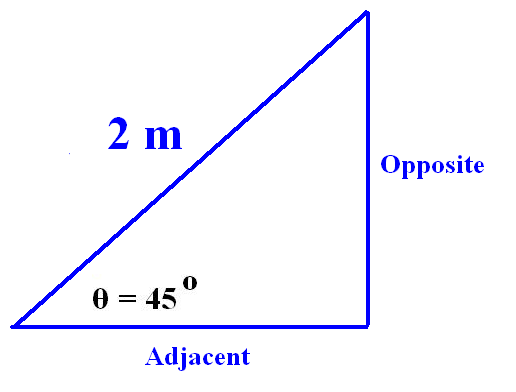 2 m
Opposite
θ = 45°
Adjacent